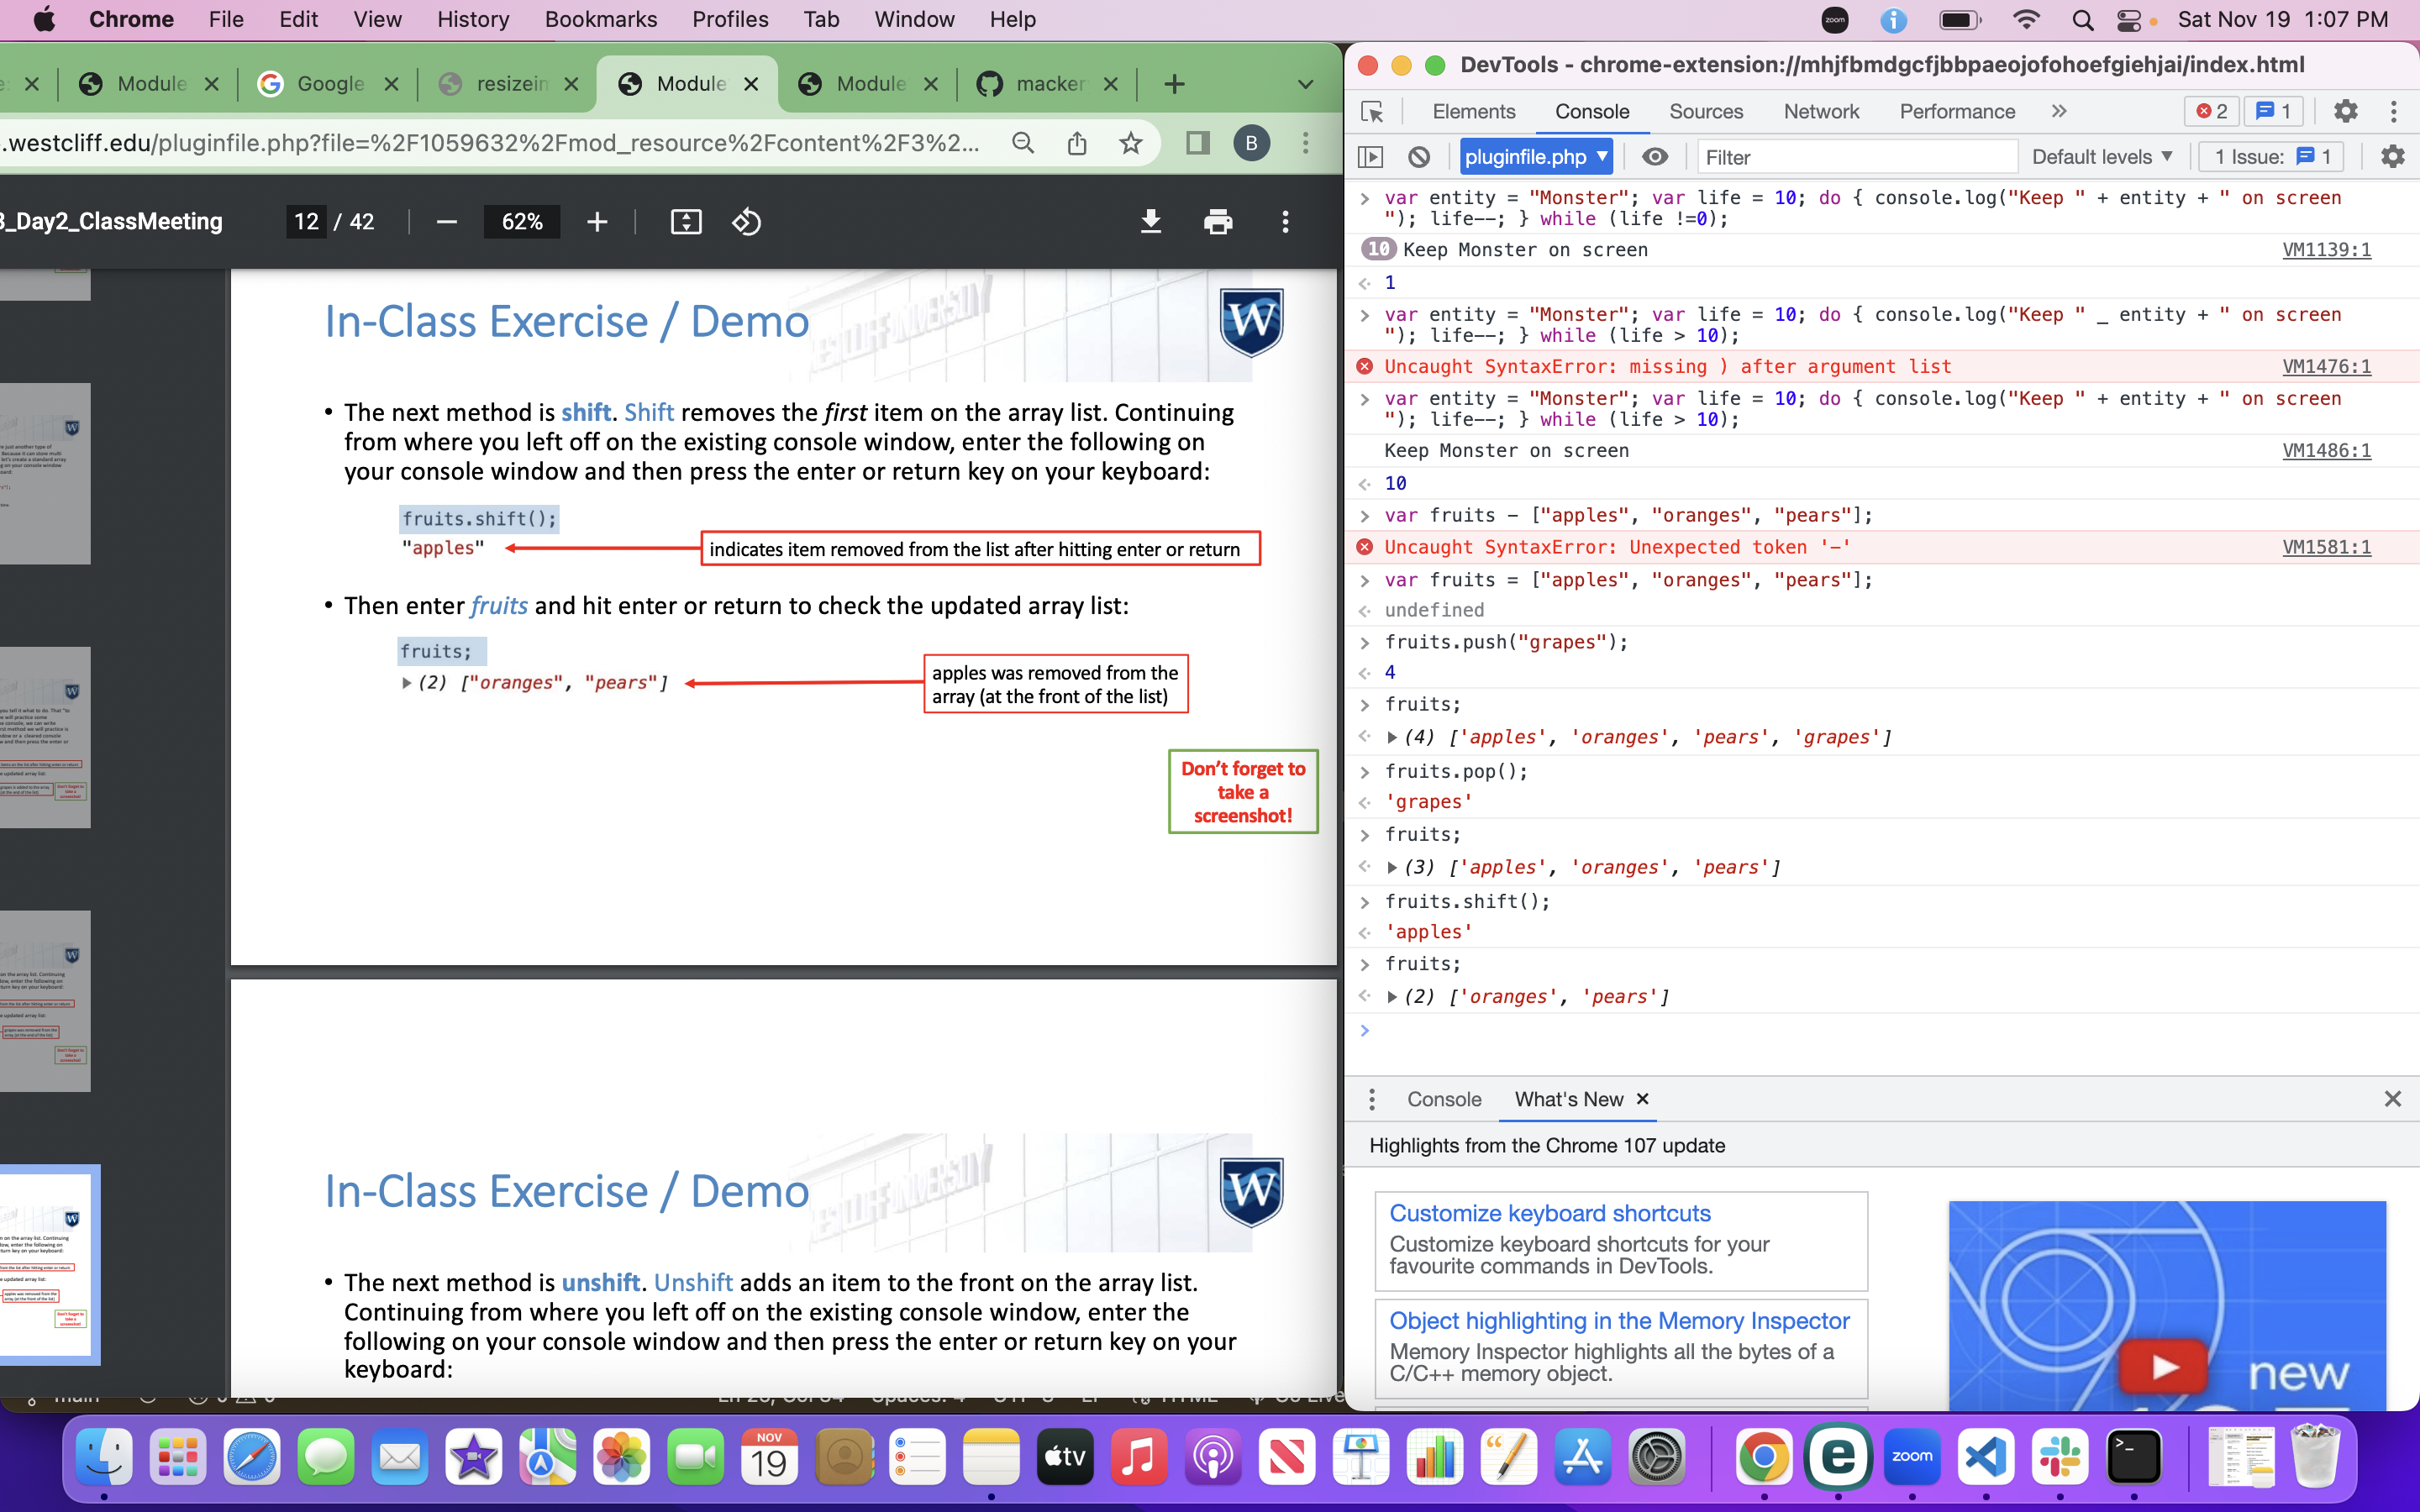 Chrome File Edit View History Bookmarks Profiles Tab Window Help
zoom
Sat Nov 19 1:07 PM
Module
Google
resizein
Module
Module
macker
.westcliff.edu/pluginfile.php?file=%2F1059632%2Fmod_resource%2Fcontent%2F3%2...
B
3_Day2_ClassMeeting
12 / 42
62%
In-Class Exercise / Demo
W
• The next method is shift. Shift removes the first item on the array list. Continuing
from where you left off on the existing console window, enter the following on
your console window and then press the enter or return key on your keyboard:
fruits.shift();
"apples"
indicates item removed from the list after hitting enter or return
• Then enter fruits and hit enter or return to check the updated array list:
fruits;
(2) ["oranges", "pears"]
apples was removed from the
array (at the front of the list)
Don't forget to
take a
screenshot!
In-Class Exercise / Demo
W
• The next method is unshift. Unshift adds an item to the front on the array list.
Continuing from where you left off on the existing console window, enter the
following on your console window and then press the enter or return key on your
keyboard:
DevTools - chrome-extension://mhjfbmdgcfjbbpaeojofohoefgiehjai/index.html
Elements Console Sources Network Performance
2
1
pluginfile.php
Filter
Default levels
1 Issue: 1
var entity = "Monster"; var life = 10; do { console.log("Keep " + entity + " on screen
"); life--; } while (life !=0);
10 Keep Monster on screen VM1139:1
1
var entity = "Monster"; var life = 10; do { console.log("Keep " _ entity + " on screen
"); life--; } while (life > 10);
Uncaught SyntaxError: missing ) after argument list VM1476:1
var entity = "Monster"; var life = 10; do { console.log("Keep " + entity + " on screen
"); life--; } while (life > 10);
Keep Monster on screen VM1486:1
10
var fruits - ["apples", "oranges", "pears"];
Uncaught SyntaxError: Unexpected token '-' VM1581:1
var fruits = ["apples", "oranges", "pears"];
undefined
fruits.push("grapes");
4
fruits;
(4) ['apples', 'oranges', 'pears', 'grapes']
fruits.pop();
'grapes'
fruits;
(3) ['apples', 'oranges', 'pears']
fruits.shift();
'apples'
fruits;
(2) ['oranges', 'pears']
Console What's New
Highlights from the Chrome 107 update
Customize keyboard shortcuts
Customize keyboard shortcuts for your
favourite commands in DevTools.
Object highlighting in the Memory Inspector
Memory Inspector highlights all the bytes of a
C/C++ memory object.
new
NOV
19
tv
zoom